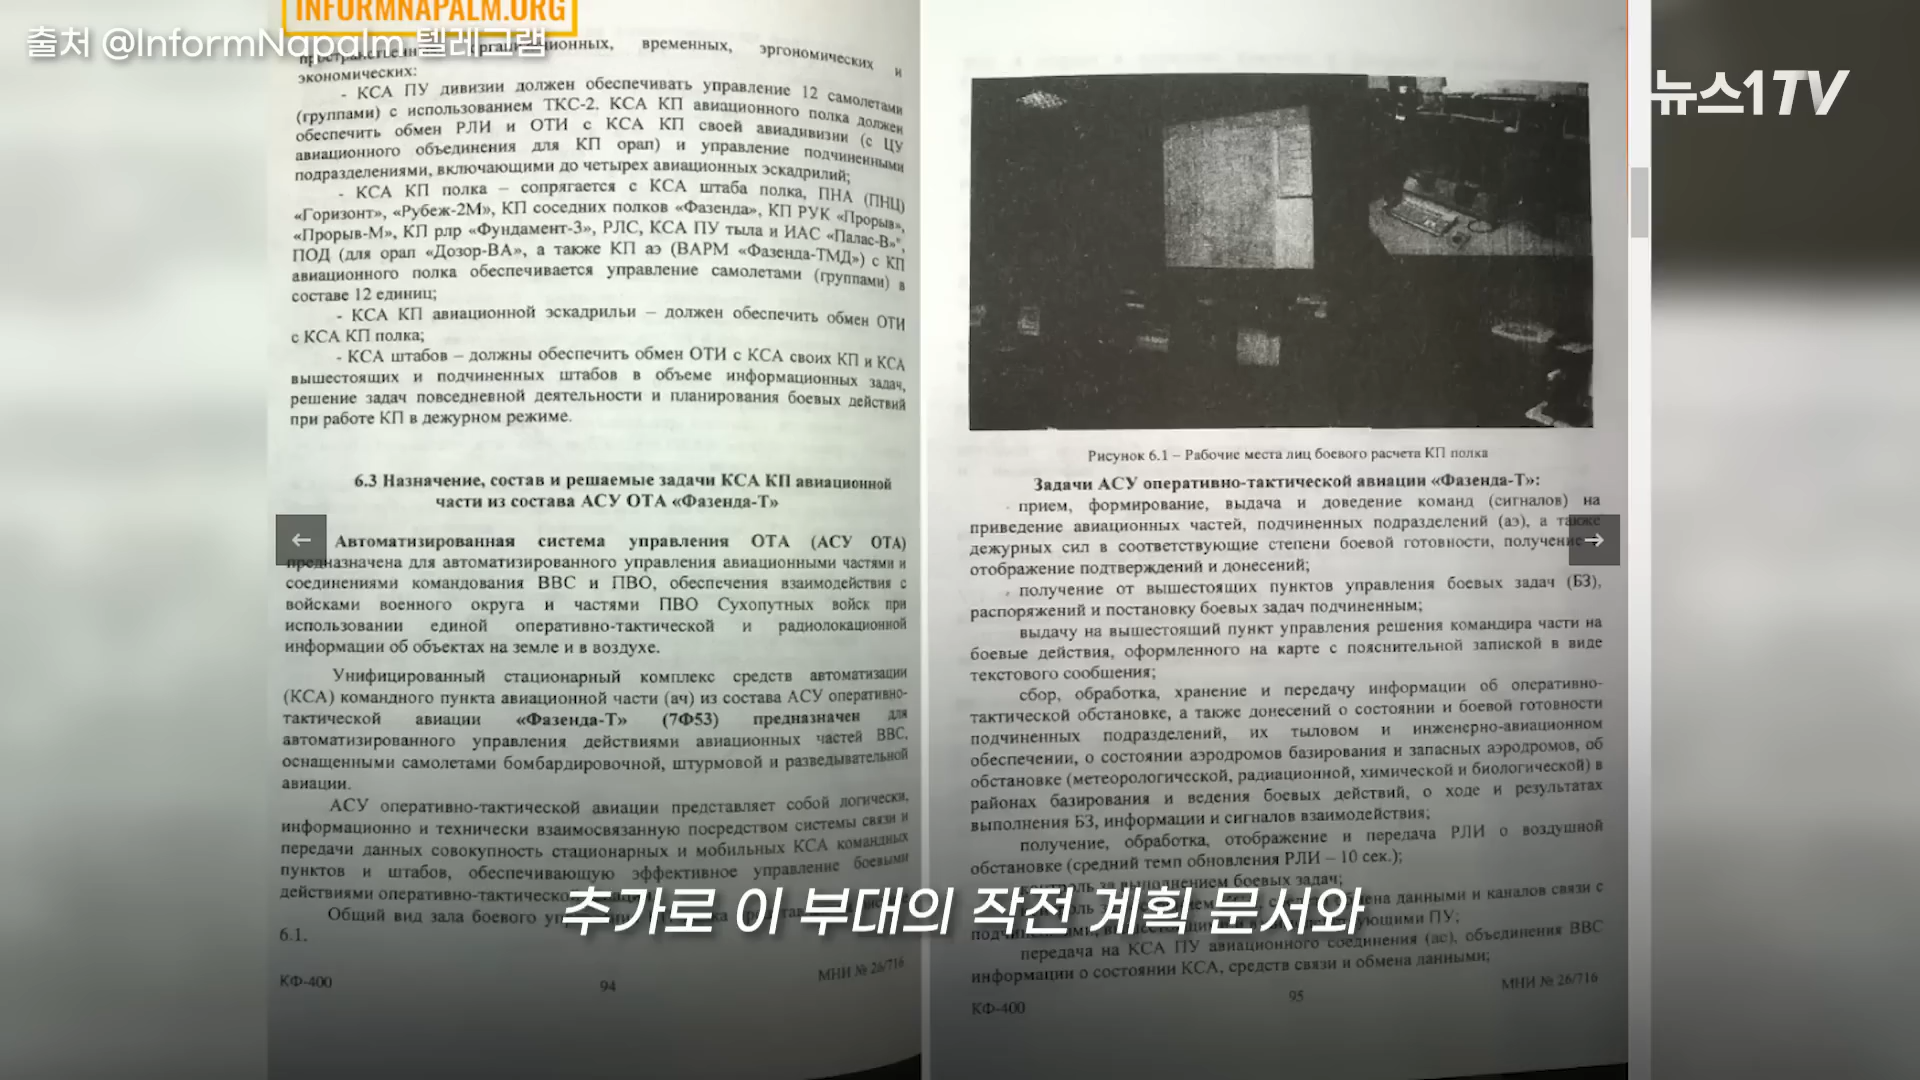 INFORMNAPALM.ORG
출처 @InformNapalm 텔레그램
뉴스1TV
временных, эргономических и
экономических:
- КСА ПУ дивизии должен обеспечивать управление 12 самолетами
(группами) с использованием ТКС-2. КСА КП авиационного полка должен
обеспечить обмен РЛИ и ОТИ с КСА КП своей авиадивизии (с ЦУ
авиационного объединения для КП орап) и управление подчиненными
подразделениями, включающими до четырех авиационных эскадрилий;
- КСА КП полка – сопрягается с КСА штаба полка, ПНА (ПНЦ)
«Горизонт», «Рубеж-2М», КП соседних полков «Фазенда», КП РУК «Прорыв»,
«Прорыв-М», КП рлр «Фундамент-3», РЛС, КСА ПУ тыла и ИАС «Палас-В»",
ПОД (для орап «Дозор-ВА», а также КП аэ (ВАРМ «Фазенда-ТМД») с КП
авиационного полка обеспечивается управление самолетами (группами) в
составе 12 единиц;
- КСА КП авиационной эскадрильи – должен обеспечить обмен ОТИ
с КСА КП полка;
- КСА штабов – должны обеспечить обмен ОТИ с КСА своих КП и КСА
вышестоящих и подчиненных штабов в объеме информационных задач,
решение задач повседневной деятельности и планирования боевых действий
при работе КП в дежурном режиме.
6.3 Назначение, состав и решаемые задачи КСА КП авиационной
части из состава АСУ ОТА «Фазенда-Т»
Автоматизированная система управления ОТА (АСУ ОТА)
предназначена для автоматизированного управления авиационными частями и
соединениями командования ВВС и ПВО, обеспечения взаимодействия с
войсками военного округа и частями ПВО Сухопутных войск при
использовании единой оперативно-тактической и радиолокационной
информации об объектах на земле и в воздухе.
Унифицированный стационарный комплекс средств автоматизации
(КСА) командного пункта авиационной части (ач) из состава АСУ оперативно-
тактической авиации «Фазенда-Т» (7Ф53) предназначен для
автоматизированного управления действиями авиационных частей ВВС,
оснащенными самолетами бомбардировочной, штурмовой и разведывательной
авиации.
АСУ оперативно-тактической авиации представляет собой логически,
информационно и технически взаимосвязанную посредством системы связи и
передачи данных совокупность стационарных и мобильных КСА командных
пунктов и штабов, обеспечивающую эффективное управление боевыми
действиями оперативно-тактической
Общий вид зала боевого
6.1.
КФ-400
94
МНИ № 26/716
Рисунок 6.1 – Рабочие места лиц боевого расчета КП полка
Задачи АСУ оперативно-тактической авиации «Фазенда-Т»:
прием, формирование, выдача и доведение команд (сигналов) на
приведение авиационных частей, подчиненных подразделений (аэ), а также
дежурных сил в соответствующие степени боевой готовности, получение
отображение подтверждений и донесений;
получение от вышестоящих пунктов управления боевых задач (БЗ),
распоряжений и постановку боевых задач подчиненным;
выдачу на вышестоящий пункт управления решения командира части на
боевые действия, оформленного на карте с пояснительной запиской в виде
текстового сообщения;
сбор, обработка, хранение и передачу информации об оперативно-
тактической обстановке, а также донесений о состоянии и боевой готовности
подчиненных подразделений, их тыловом и инженерно-авиационном
обеспечении, о состоянии аэродромов базирования и запасных аэродромов, об
обстановке (метеорологической, радиационной, химической и биологической) в
районах базирования и ведения боевых действий, о ходе и результатах
выполнения БЗ, информации и сигналов взаимодействия;
получение, обработка, отображение и передача РЛИ о воздушной
обстановке (средний темп обновления РЛИ – 10 сек.);
контроль за выполнением боевых задач;
обмена данными и каналов связи с
ПУ;
передача на КСА ПУ авиационного соединения (ас), объединения ВВС
информации о состоянии КСА, средств связи и обмена данными;
КФ-400
95
МНИ № 26/716
추가로 이 부대의 작전 계획 문서와